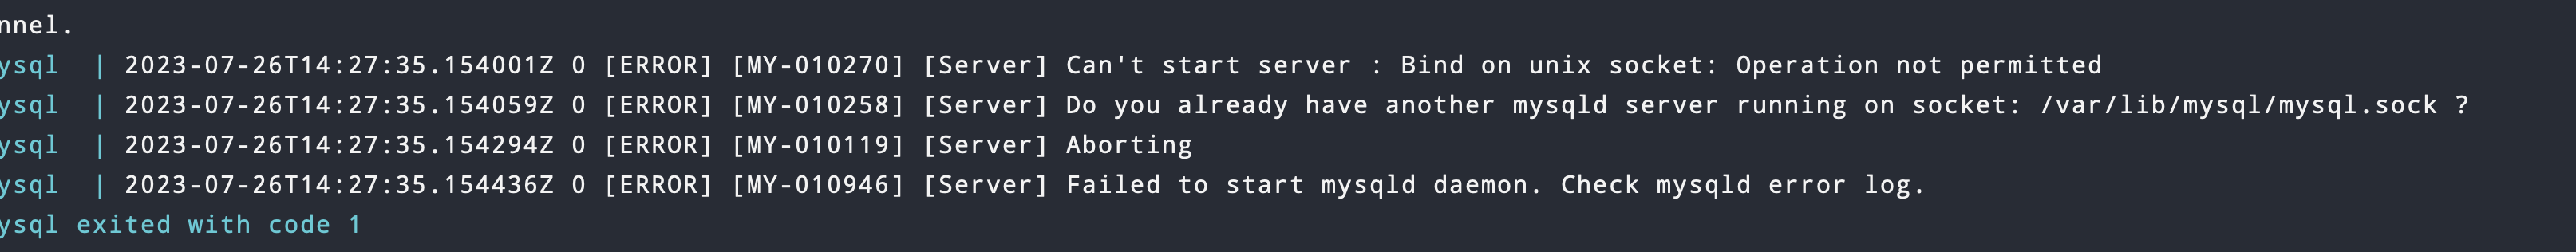 nnel.
ysql  | 2023-07-26T14:27:35.154001Z 0 [ERROR] [MY-010270] [Server] Can't start server : Bind on unix socket: Operation not permitted
ysql  | 2023-07-26T14:27:35.154059Z 0 [ERROR] [MY-010258] [Server] Do you already have another mysqld server running on socket: /var/lib/mysql/mysql.sock ?
ysql  | 2023-07-26T14:27:35.154294Z 0 [ERROR] [MY-010119] [Server] Aborting
ysql  | 2023-07-26T14:27:35.154436Z 0 [ERROR] [MY-010946] [Server] Failed to start mysqld daemon. Check mysqld error log.
ysql exited with code 1